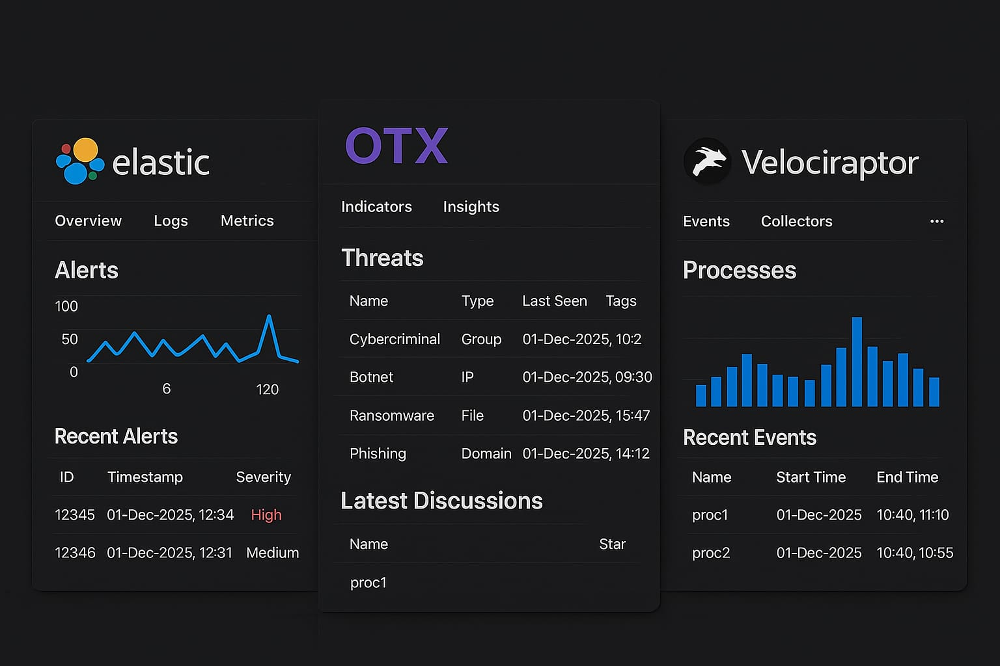 elastic
Overview Logs Metrics
Alerts
100
50
0
6 120
Recent Alerts
ID Timestamp Severity
12345 01-Dec-2025, 12:34 High
12346 01-Dec-2025, 12:31 Medium
OTX
Indicators Insights
Threats
Name Type Last Seen Tags
Cybercriminal Group 01-Dec-2025, 10:2
Botnet IP 01-Dec-2025, 09:30
Ransomware File 01-Dec-2025, 15:47
Phishing Domain 01-Dec-2025, 14:12
Latest Discussions
Name Star
proc1
Velociraptor
Events Collectors ...
Processes
Recent Events
Name Start Time End Time
proc1 01-Dec-2025 10:40, 11:10
proc2 01-Dec-2025 10:40, 10:55